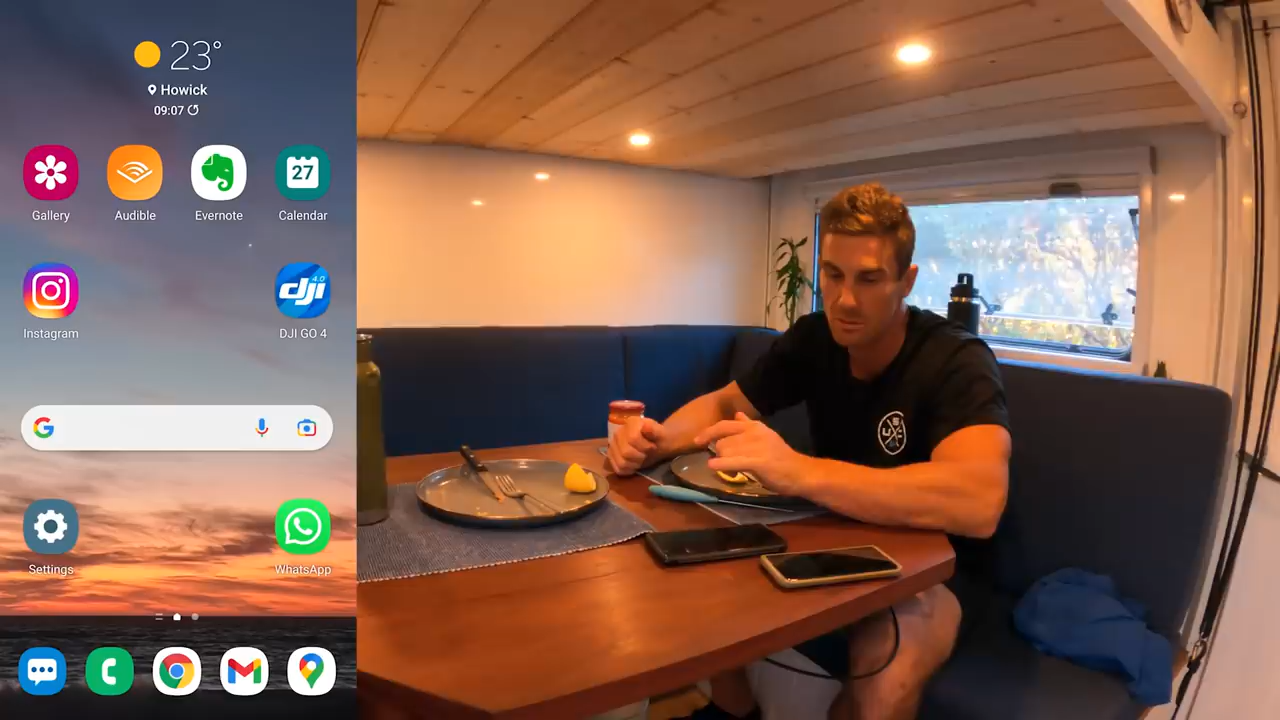 23°
Howick
09:07
27
Gallery
Audible
Evernote
Calendar
4.0
dji
Instagram
DJI GO 4
G
Settings
WhatsApp